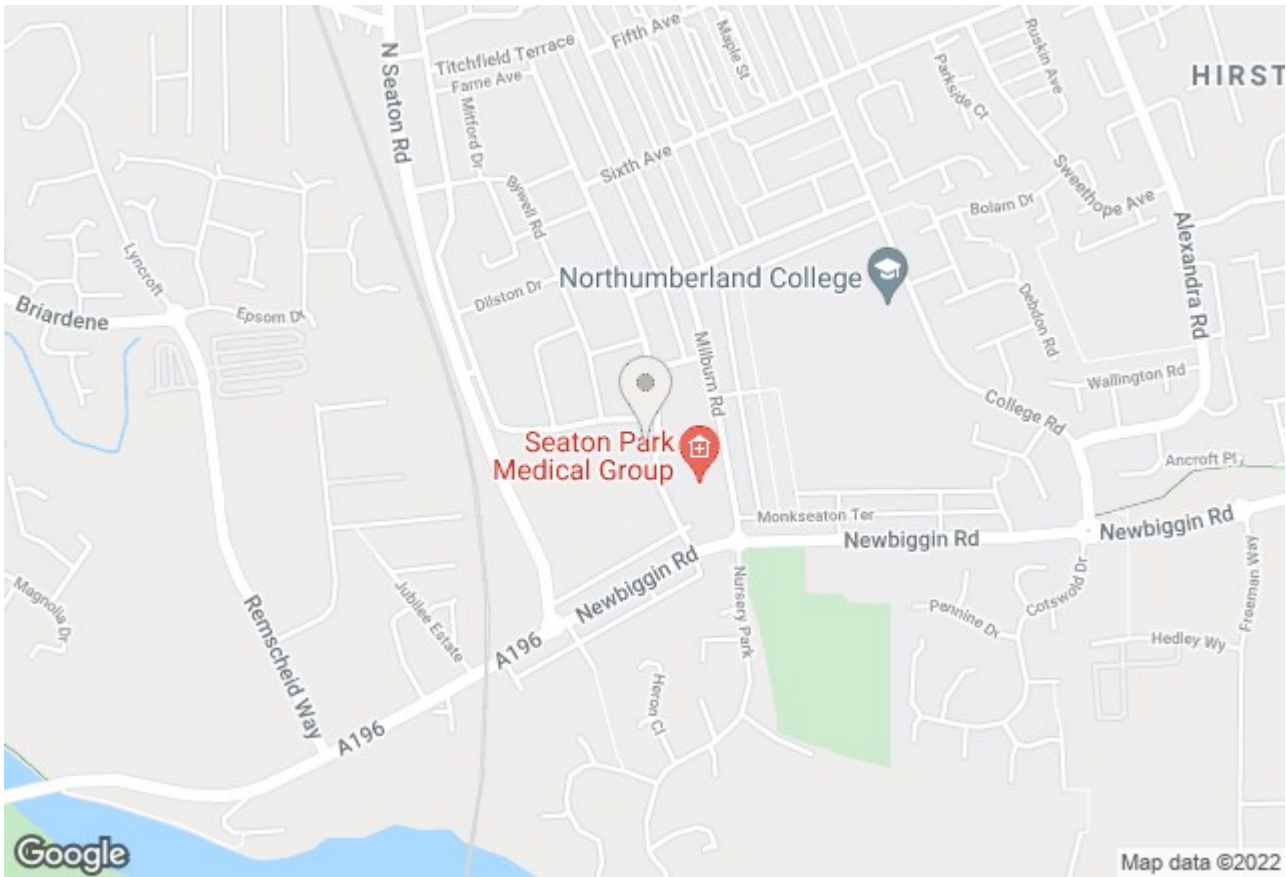 N Seaton Rd
Titchfield Terrace
Fifth Ave
Maple St
Parkside Ct
Ruskin Ave
HIRST
Farne Ave
Mitford Dr
Sixth Ave
Bywell Rd
Sweethope Ave
Bolam Dr
Alexandra Rd
Lyncroft
Northumberland College
Dilston Dr
Briardene
Epsom Dr
Debdon Rd
Milburn Rd
Wallington Rd
College Rd
Seaton Park
Medical Group
Ancroft Pl
Monkseaton Ter
Newbiggin Rd
Newbiggin Rd
Newbiggin Rd
Nursery Park
Magnolia Dr
Jubilee Estate
Remscheid Way
A196
A196
Pennine Dr
Cotswold Dr
Freeman Way
Hedley Wy
Heron Cl
Google
Map data ©2022